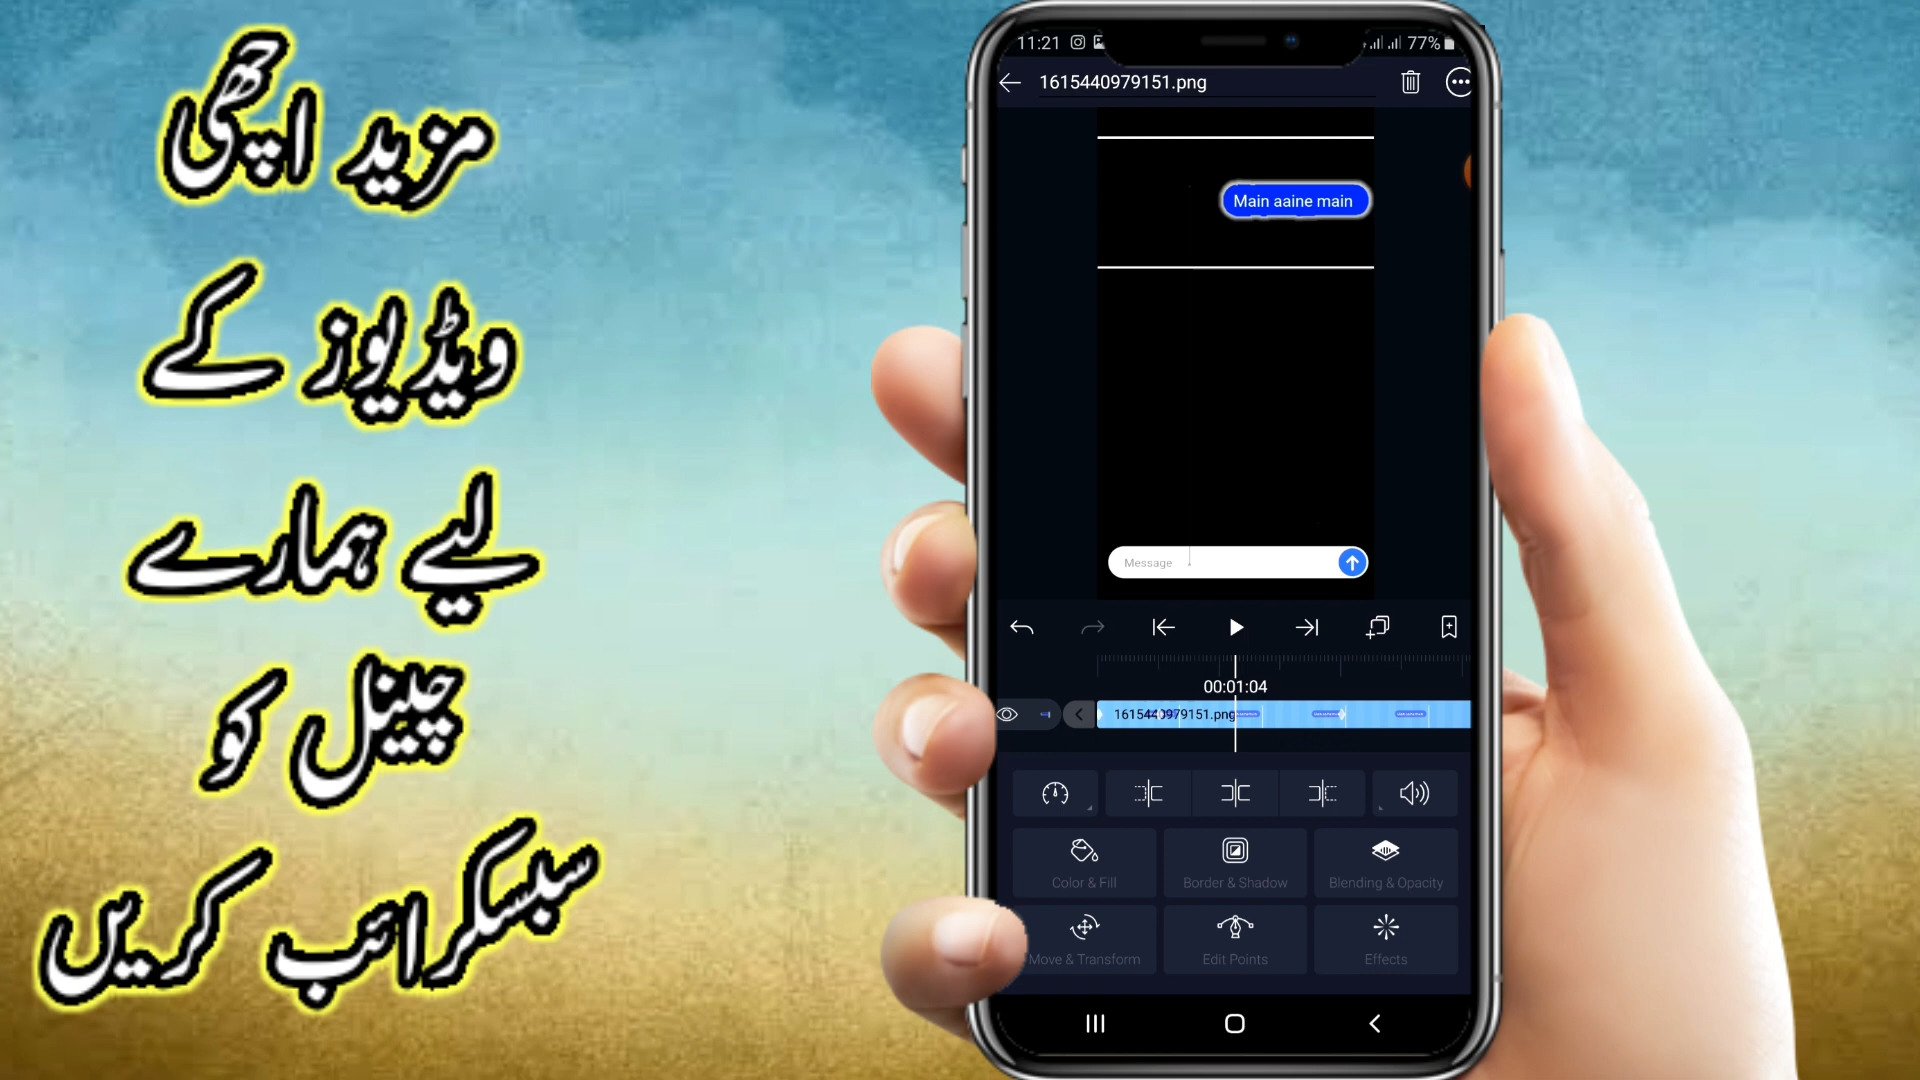 مزید اچھی
ویڈیوز کے
لیے ہمارے
چینل کو
سبسکرائب کریں
11:21
77%
1615440979151.png
Main aaine main
Message
00:01:04
1615440979151.png
Color & Fill
Border & Shadow
Blending & Opacity
Move & Transform
Edit Points
Effects